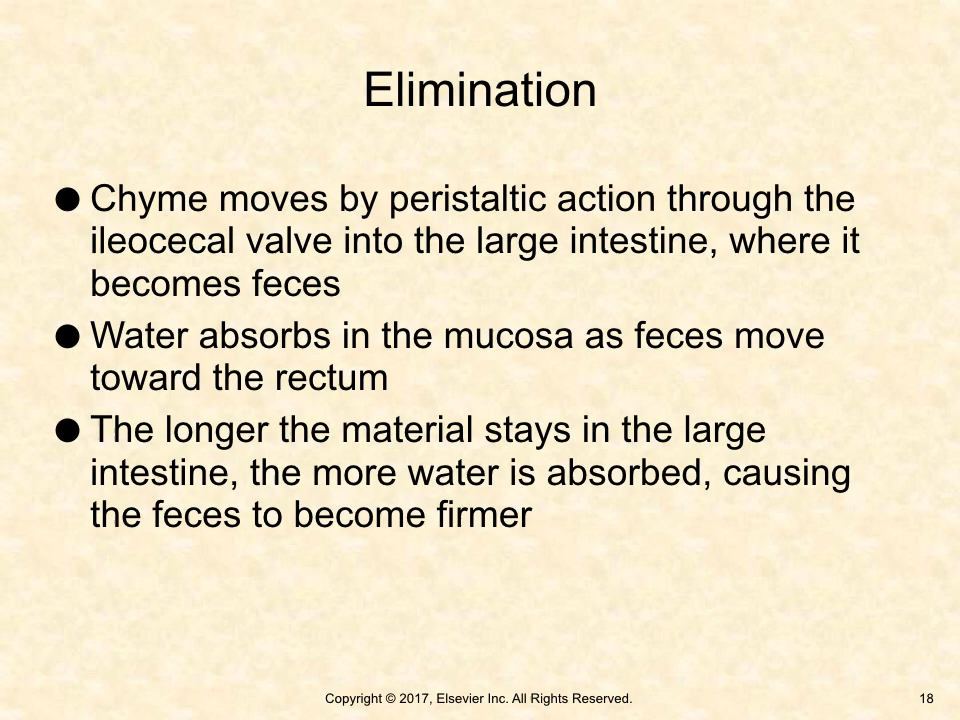 Elimination
● Chyme moves by peristaltic action through the
ileocecal valve into the large intestine, where it
becomes feces
● Water absorbs in the mucosa as feces move
toward the rectum
● The longer the material stays in the large
intestine, the more water is absorbed, causing
the feces to become firmer
Copyright © 2017, Elsevier Inc. All Rights Reserved. 18